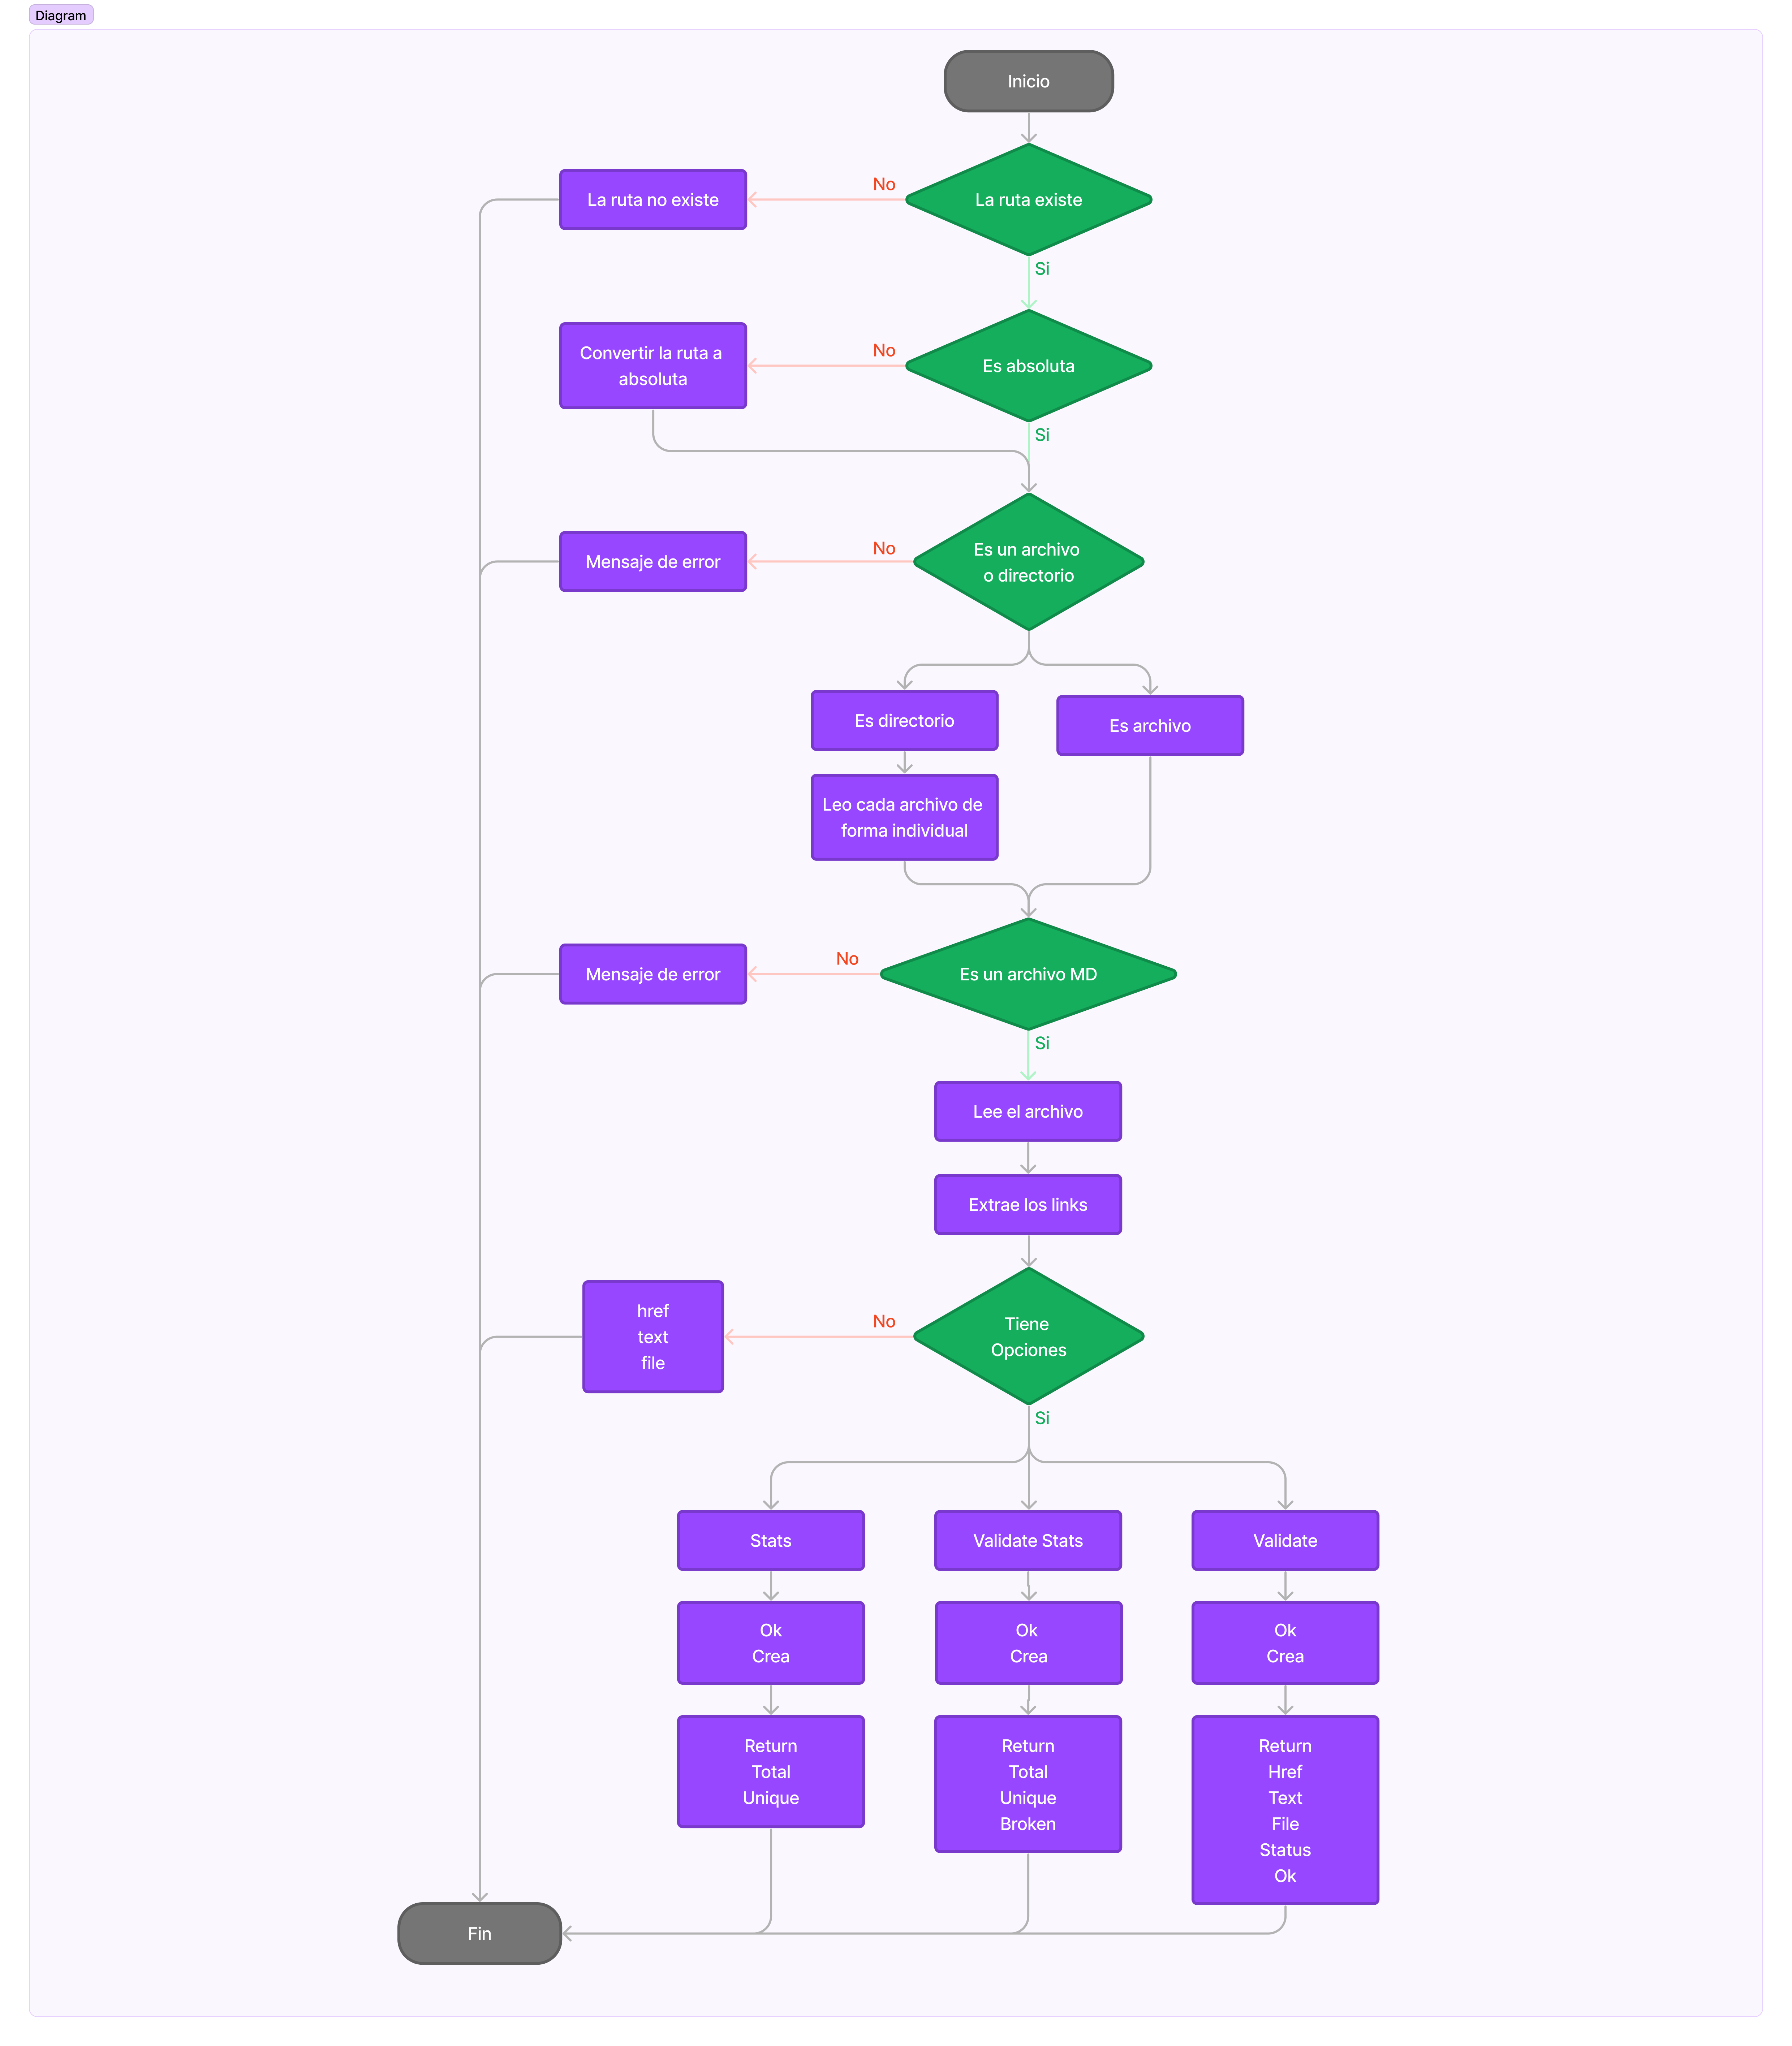 Diagram
Inicio
La ruta no existe
No
La ruta existe
Si
Convertir la ruta a
absoluta
No
Es absoluta
Si
Mensaje de error
No
Es un archivo
o directorio
Es directorio
Es archivo
Leo cada archivo de
forma individual
Mensaje de error
No
Es un archivo MD
Si
Lee el archivo
Extrae los links
href
text
file
No
Tiene
Opciones
Si
Stats
Validate Stats
Validate
Ok
Crea
Ok
Crea
Ok
Crea
Return
Total
Unique
Return
Total
Unique
Broken
Return
Href
Text
File
Status
Ok
Fin